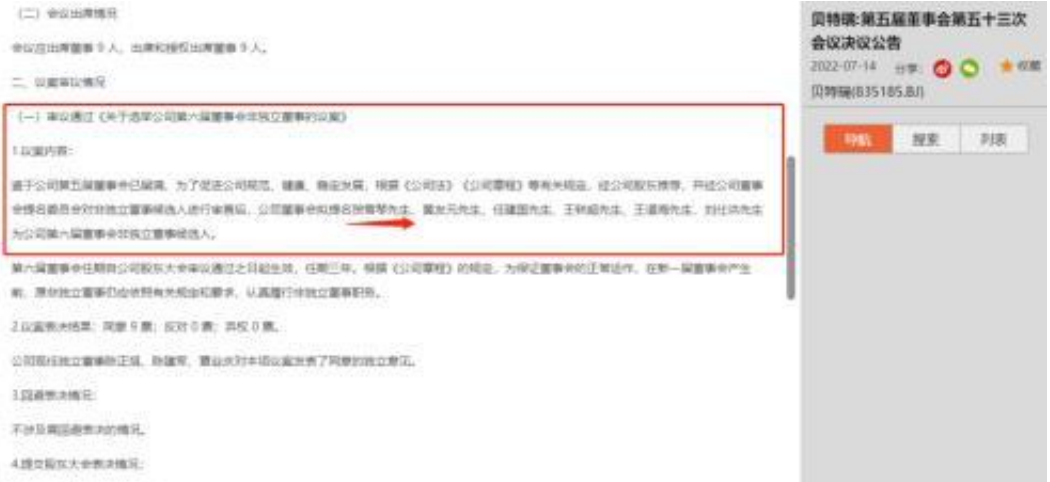 （二）会议出席情况
会议应出席董事 9 人，出席和授权出席董事 9 人。
二、议案审议情况
（一）审议通过《关于选举公司第六届董事会非独立董事的议案》
1.议案内容：
鉴于公司第五届董事会已届满，为了促进公司规范、健康、稳定发展，根据《公司法》《公司章程》等有关规定，经公司股东推荐，并经公司董事
会提名委员会对非独立董事候选人进行审查后，公司董事会拟提名贺雪琴先生、黄友元先生、任建国先生、王轶超先生、王道海先生、刘仕洪先生
为公司第六届董事会非独立董事候选人。
第六届董事会任期自公司股东大会审议通过之日起生效，任期三年。根据《公司章程》的规定，为保证董事会的正常运作，在新一届董事会产生
前，原非独立董事仍应依照有关规定和要求，认真履行非独立董事职务。
2.议案表决结果：同意 9 票；反对 0 票；弃权 0 票。
公司现任独立董事对本项议案发表了同意的独立意见。
3.回避表决情况：
不涉及需回避表决的情况。
4.提交股东大会表决情况：
贝特瑞:第五届董事会第五十三次
会议决议公告
2022-07-14 分享: 收藏
贝特瑞(835185.BJ)
导航 搜索 列表